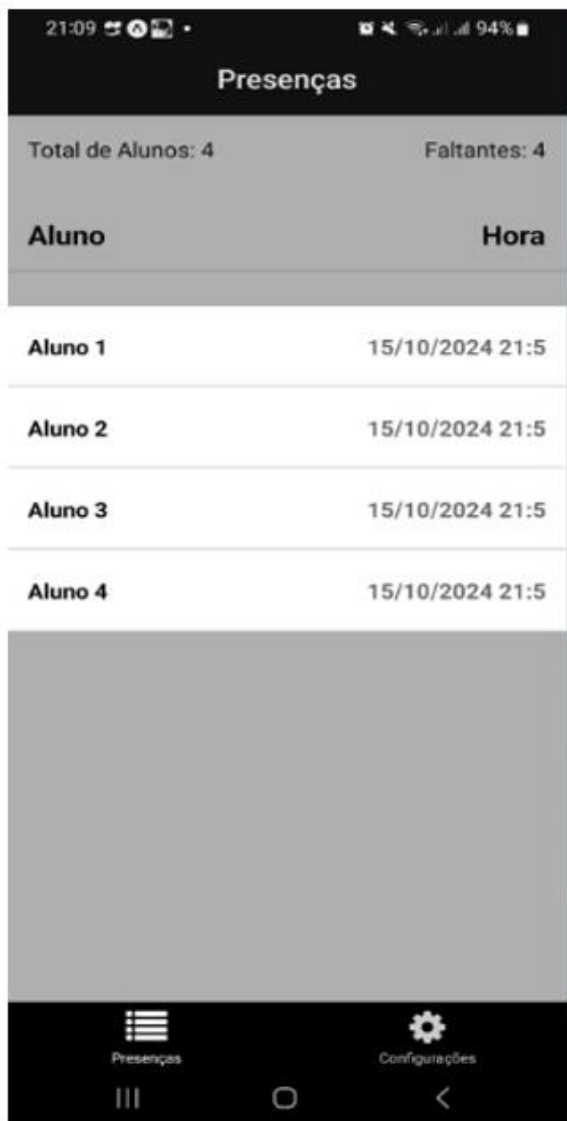 21:09 94%
Presenças
Total de Alunos: 4 Faltantes: 4
Aluno Hora
Aluno 1 15/10/2024 21:5
Aluno 2 15/10/2024 21:5
Aluno 3 15/10/2024 21:5
Aluno 4 15/10/2024 21:5
Presenças Configurações